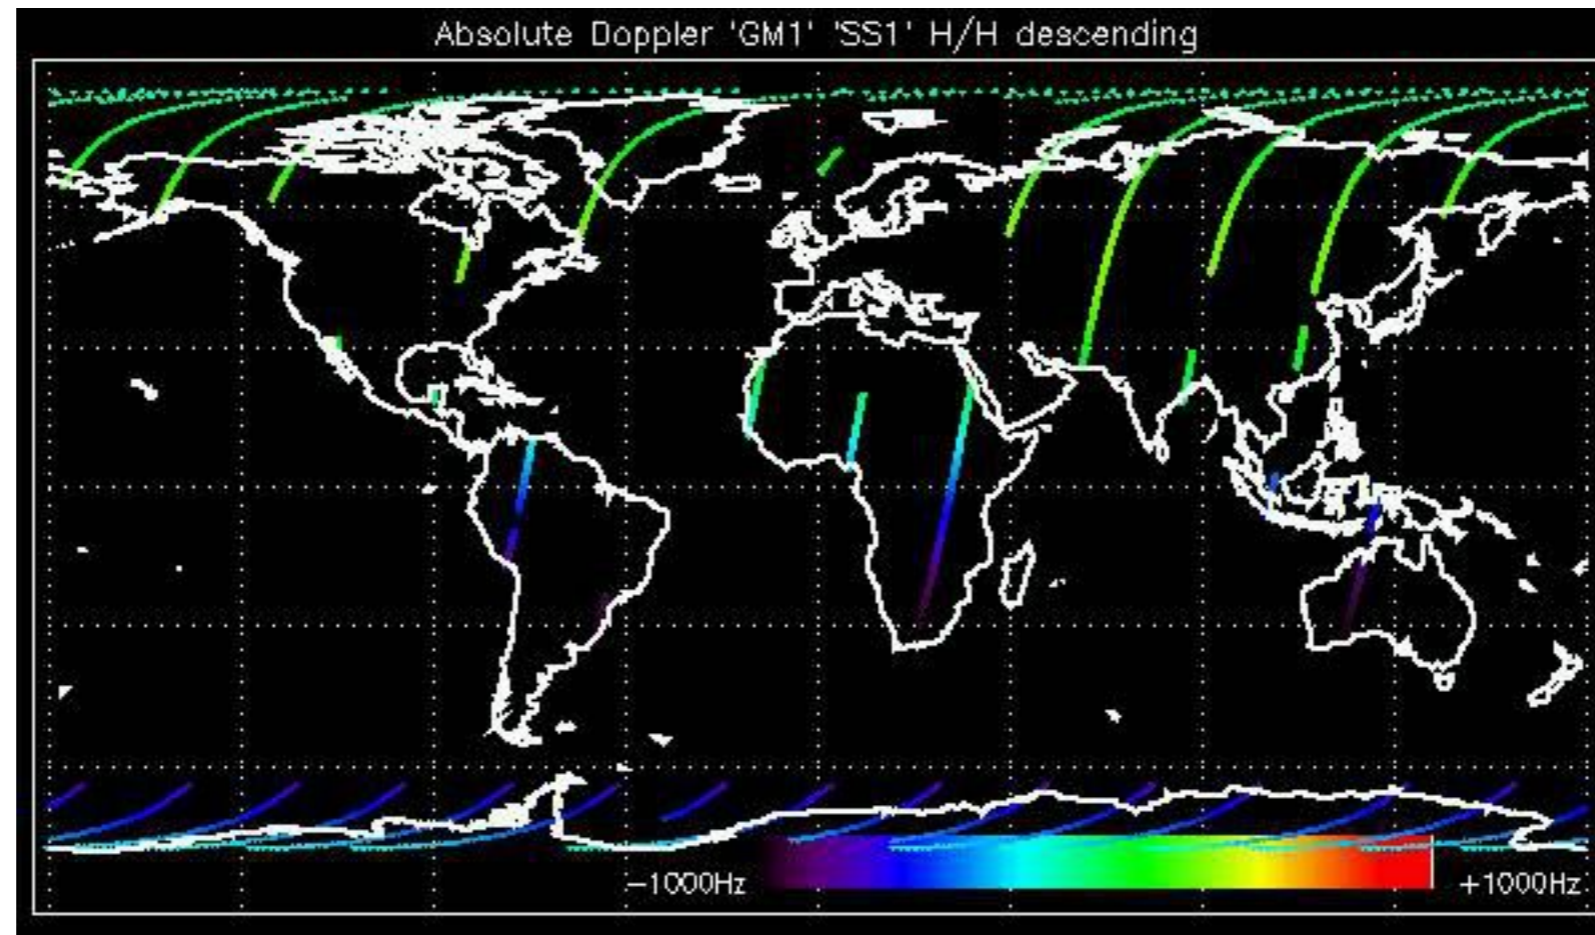 Absolute Doppler 'GM1' 'SS1' H/H descending
−1000Hz
+1000Hz